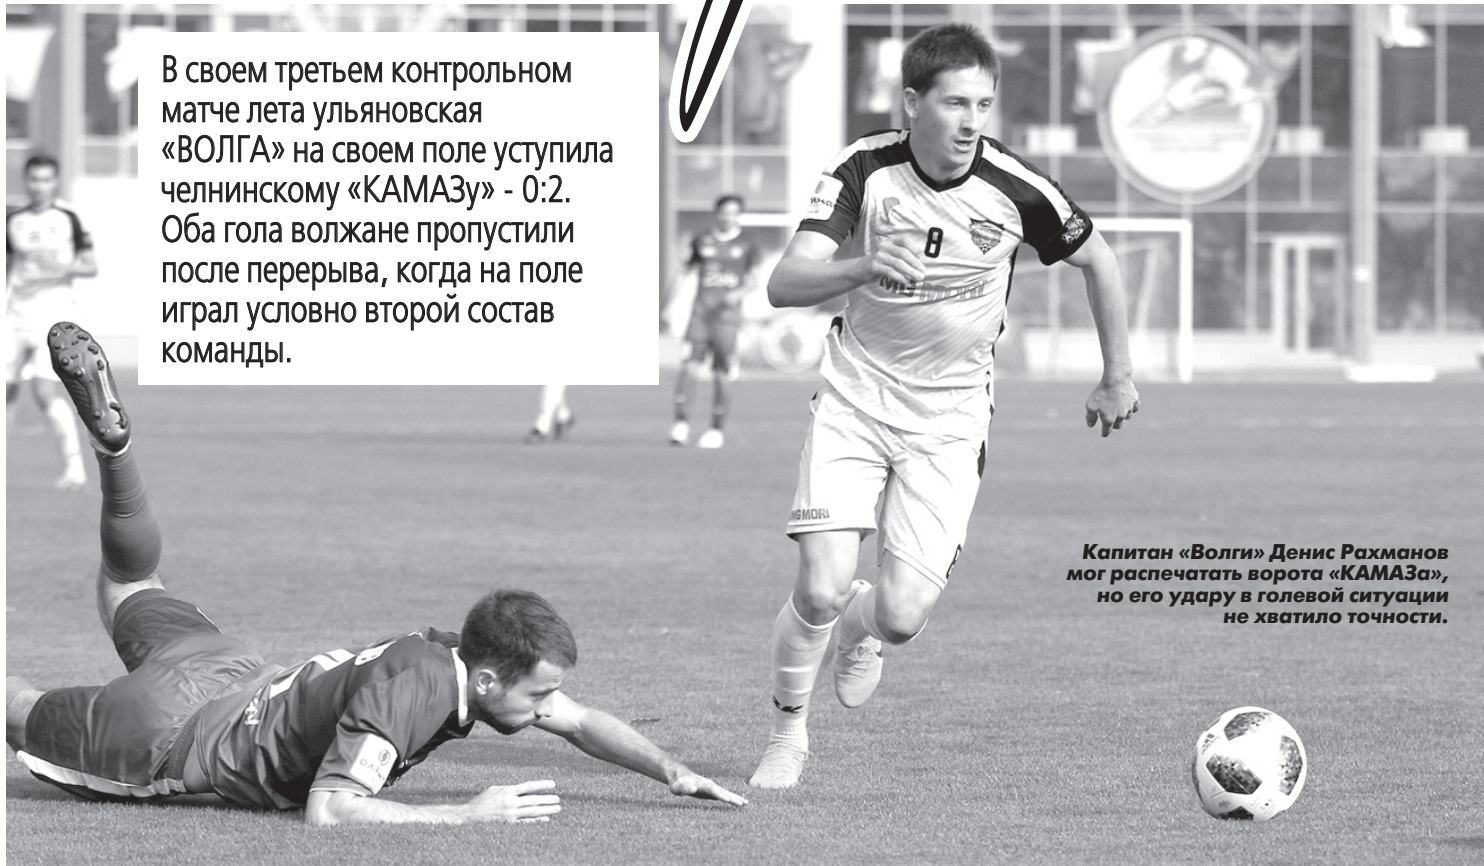 В своем третьем контрольном
матче лета ульяновская
«ВОЛГА» на своем поле уступила
челнинскому «КАМАЗу» - 0:2.
Оба гола волжане пропустили
после перерыва, когда на поле
играл условно второй состав
команды.
8
Капитан «Волги» Денис Рахманов
мог распечатать ворота «КАМАЗа»,
но его удару в голевой ситуации
не хватило точности.